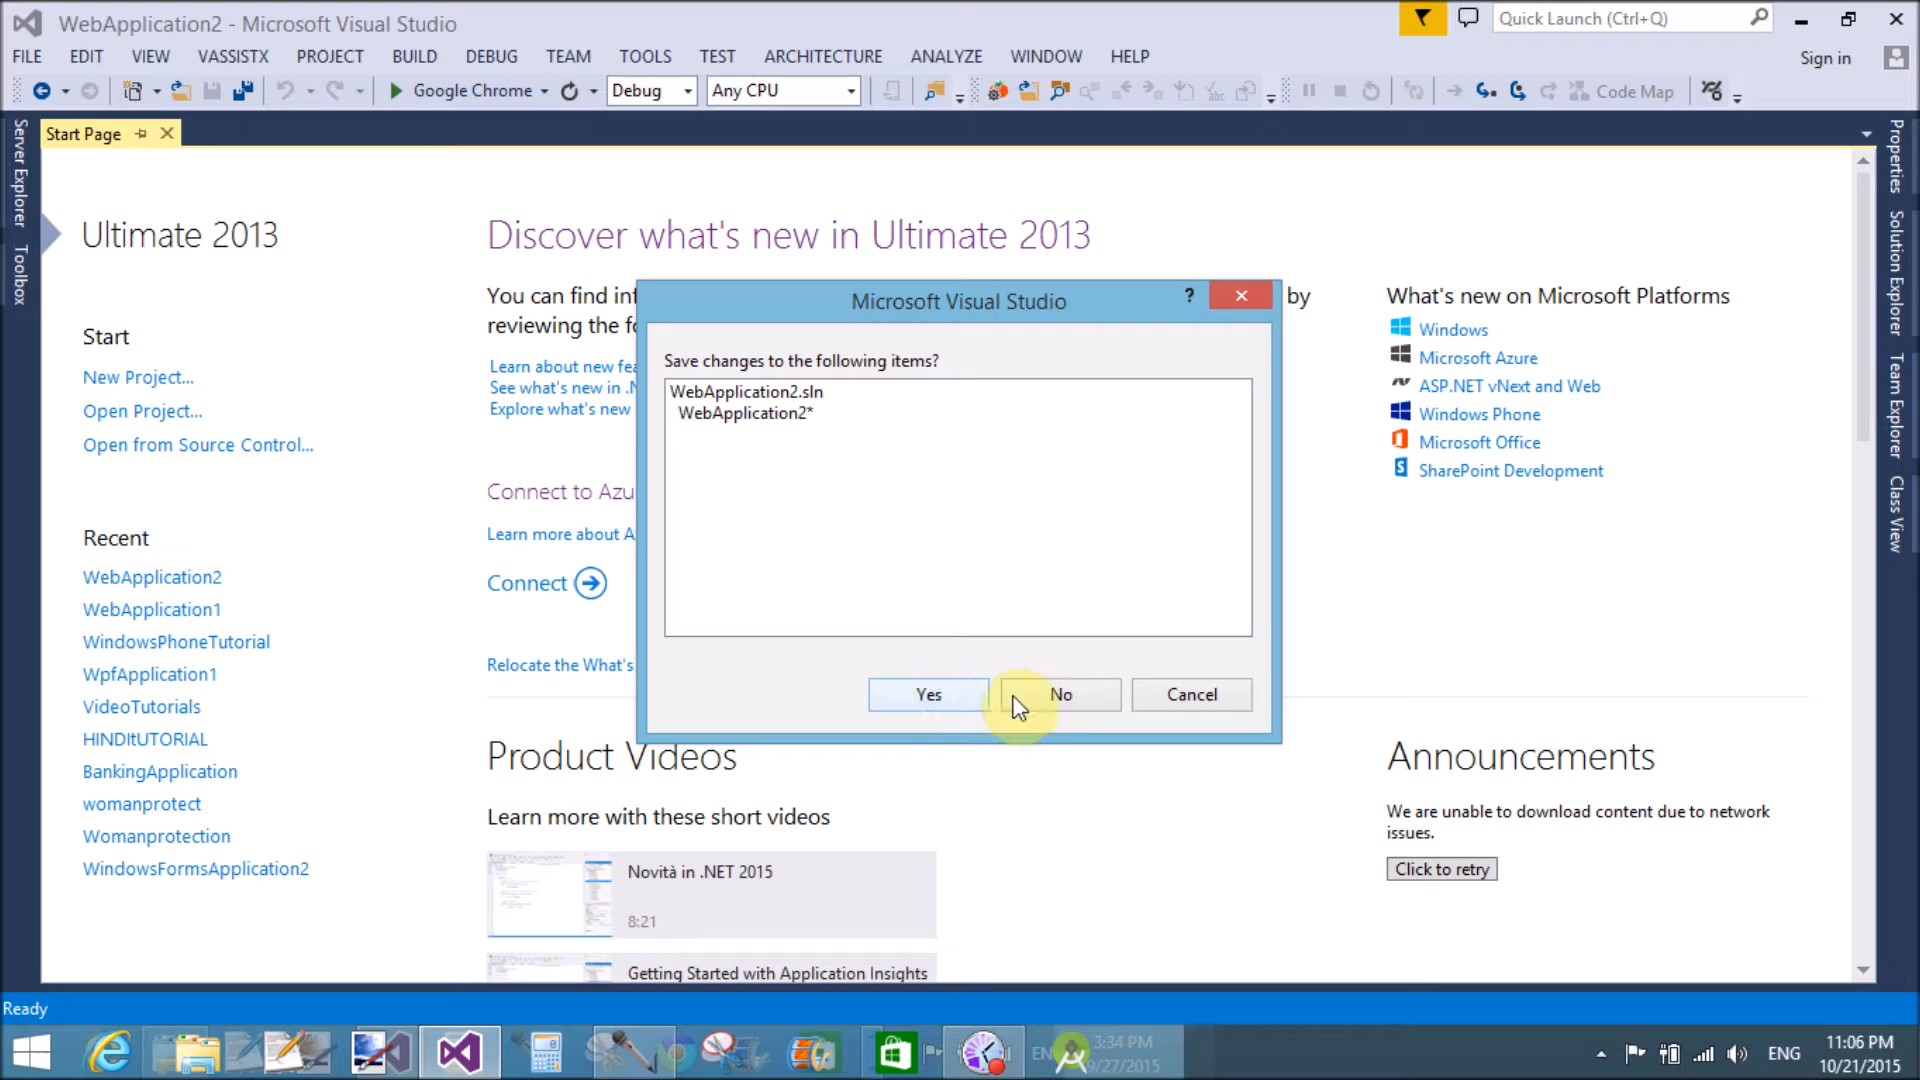 WebApplication2 - Microsoft Visual Studio
Quick Launch (Ctrl+Q)
FILE EDIT VIEW VASSISTX PROJECT BUILD DEBUG TEAM TOOLS TEST ARCHITECTURE ANALYZE WINDOW HELP
Sign in
Google Chrome
Debug
Any CPU
Code Map
Server Explorer
Toolbox
Start Page
Properties
Solution Explorer
Team Explorer
Class View
Ultimate 2013
Start
New Project...
Open Project...
Open from Source Control...
Recent
WebApplication2
WebApplication1
WindowsPhoneTutorial
WpfApplication1
VideoTutorials
HINDItUTORIAL
BankingApplication
womanprotect
Womanprotection
WindowsFormsApplication2
Discover what's new in Ultimate 2013
You can find by
reviewing the
Learn about new
See what's new in
Explore what's new
Connect to
Learn more about
Connect
Relocate the What's
Microsoft Visual Studio
?
Save changes to the following items?
WebApplication2.sln
WebApplication2*
Yes
No
Cancel
Product Videos
Learn more with these short videos
Novità in .NET 2015
8:21
Getting Started with Application Insights
What's new on Microsoft Platforms
Windows
Microsoft Azure
ASP.NET vNext and Web
Windows Phone
Microsoft Office
SharePoint Development
Announcements
We are unable to download content due to network
issues.
Click to retry
Ready
EN
3:34 PM
9/27/2015
ENG
11:06 PM
10/21/2015